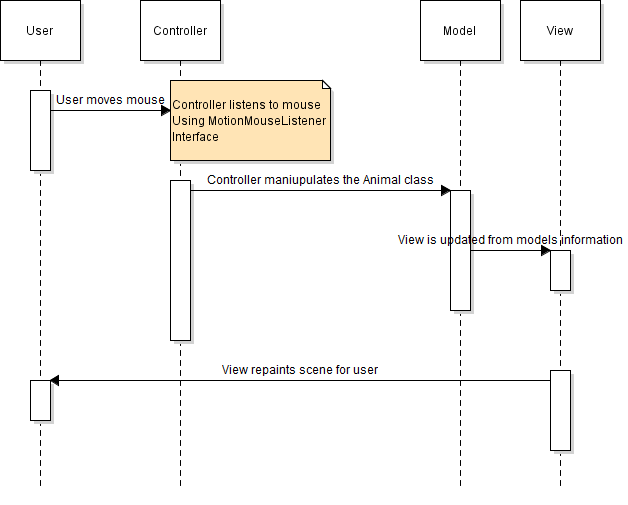 User
Controller
Model
View
User moves mouse
Controller listens to mouse
Using MotionMouseListener
Interface
Controller maniupulates the Animal class
View is updated from models information
View repaints scene for user